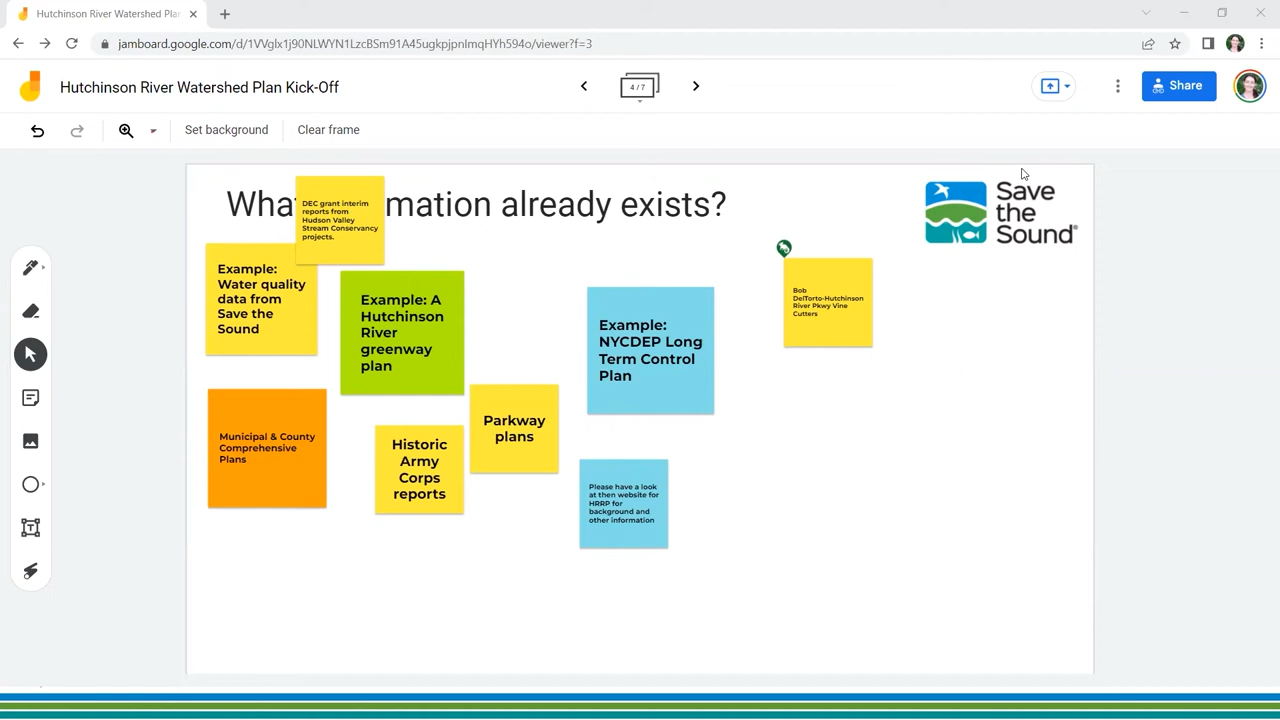 Hutchinson River Watershed Plan
jamboard.google.com/d/1VVglx1j90NLWYN1LzcBSm91A45ugkpjpnImqHYh594o/viewer?f=3
Hutchinson River Watershed Plan Kick-Off
4 / 7
Share
Set background
Clear frame
What mation already exists?
Save
the
Sound®
DEC grant interim
reports from
Hudson Valley
Stream Conservancy
projects.
Example:
Water quality
data from
Save the
Sound
Example: A
Hutchinson
River
greenway
plan
Example:
NYCDEP Long
Term Control
Plan
Bob
DelTorto-Hutchinson
River Pkwy Vine
Cutters
Municipal & County
Comprehensive
Plans
Historic
Army
Corps
reports
Parkway
plans
Please have a look
at then website for
HRRP for
background and
other information